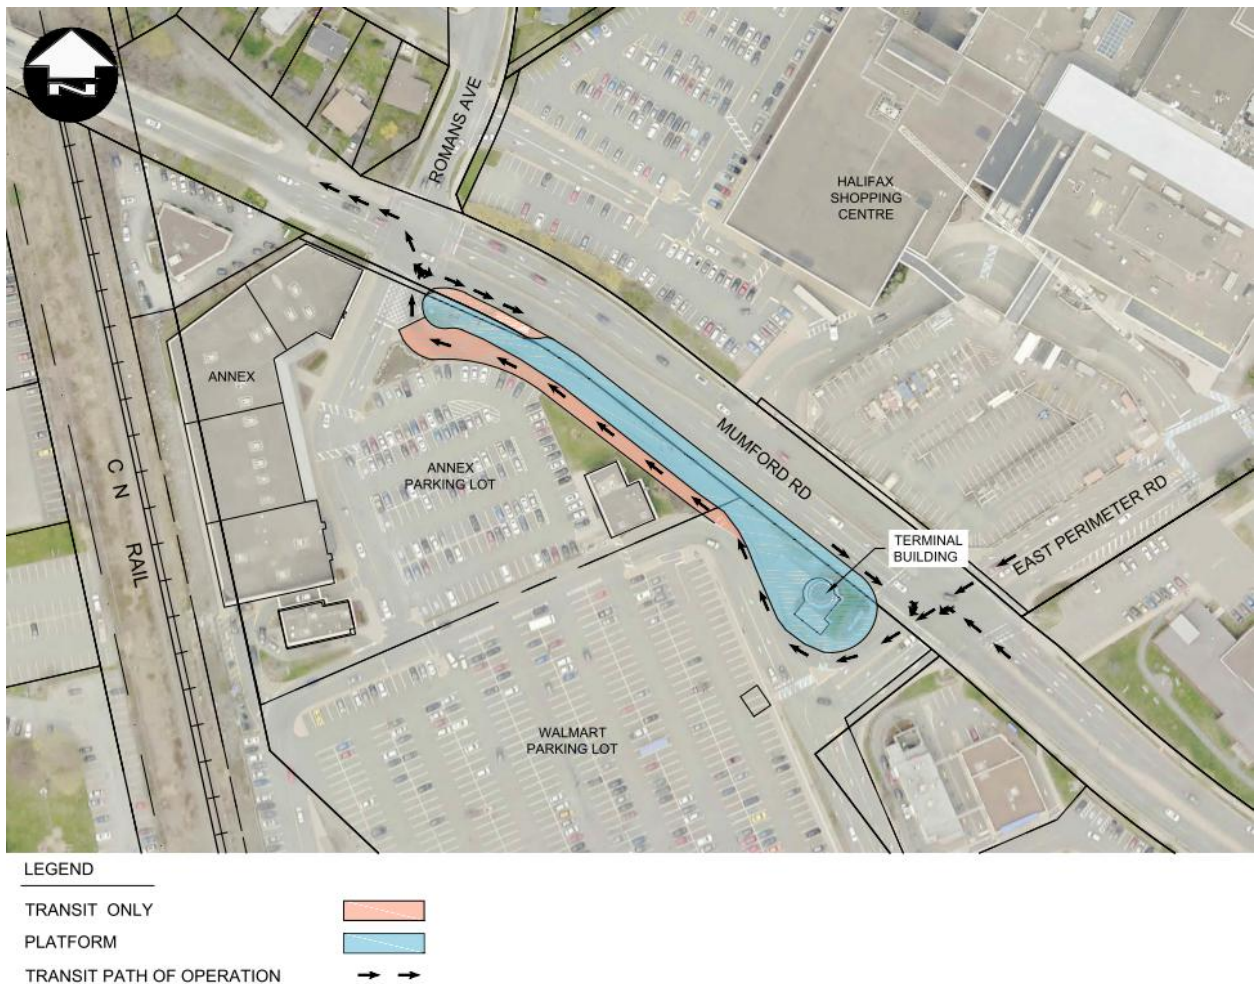 N
ROMANS AVE
HALIFAX
SHOPPING
CENTRE
ANNEX
ANNEX
PARKING LOT
MUMFORD RD
C N RAIL
TERMINAL
BUILDING
EAST PERIMETER RD
WALMART
PARKING LOT
LEGEND
TRANSIT ONLY
PLATFORM
TRANSIT PATH OF OPERATION